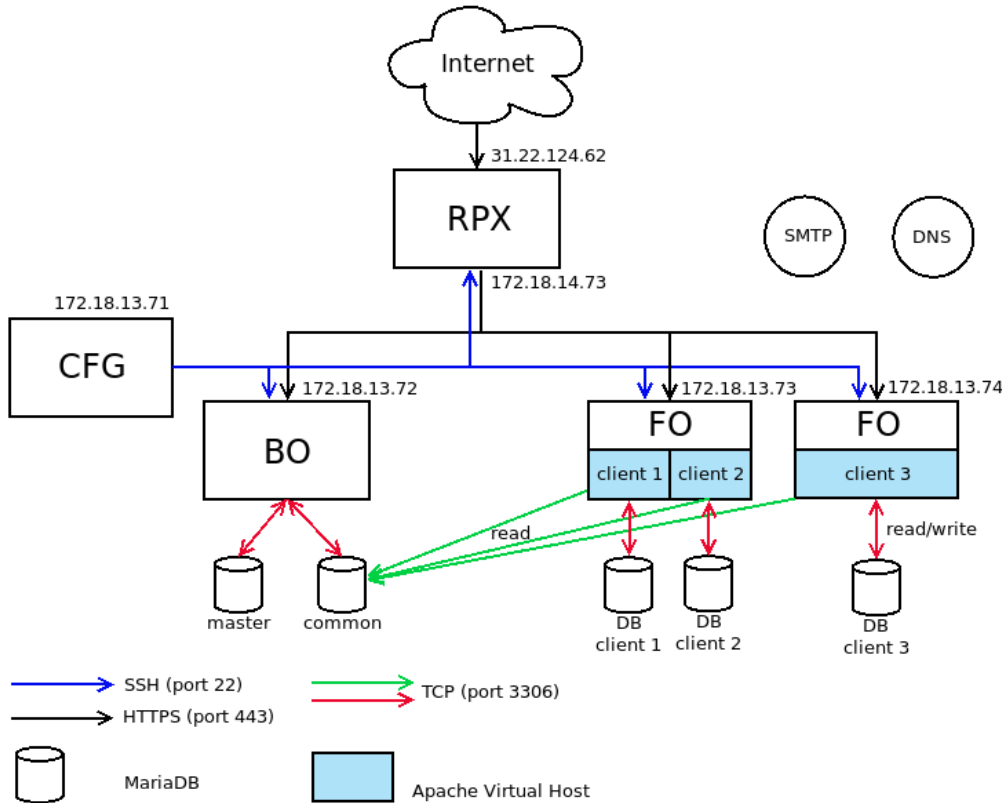 Internet
31.22.124.62
RPX
SMTP
DNS
172.18.14.73
172.18.13.71
CFG
172.18.13.72
172.18.13.73
172.18.13.74
BO
FO
FO
client 1
client 2
client 3
read
read/write
master
common
DB
client 1
DB
client 2
DB
client 3
SSH (port 22)
TCP (port 3306)
HTTPS (port 443)
MariaDB
Apache Virtual Host